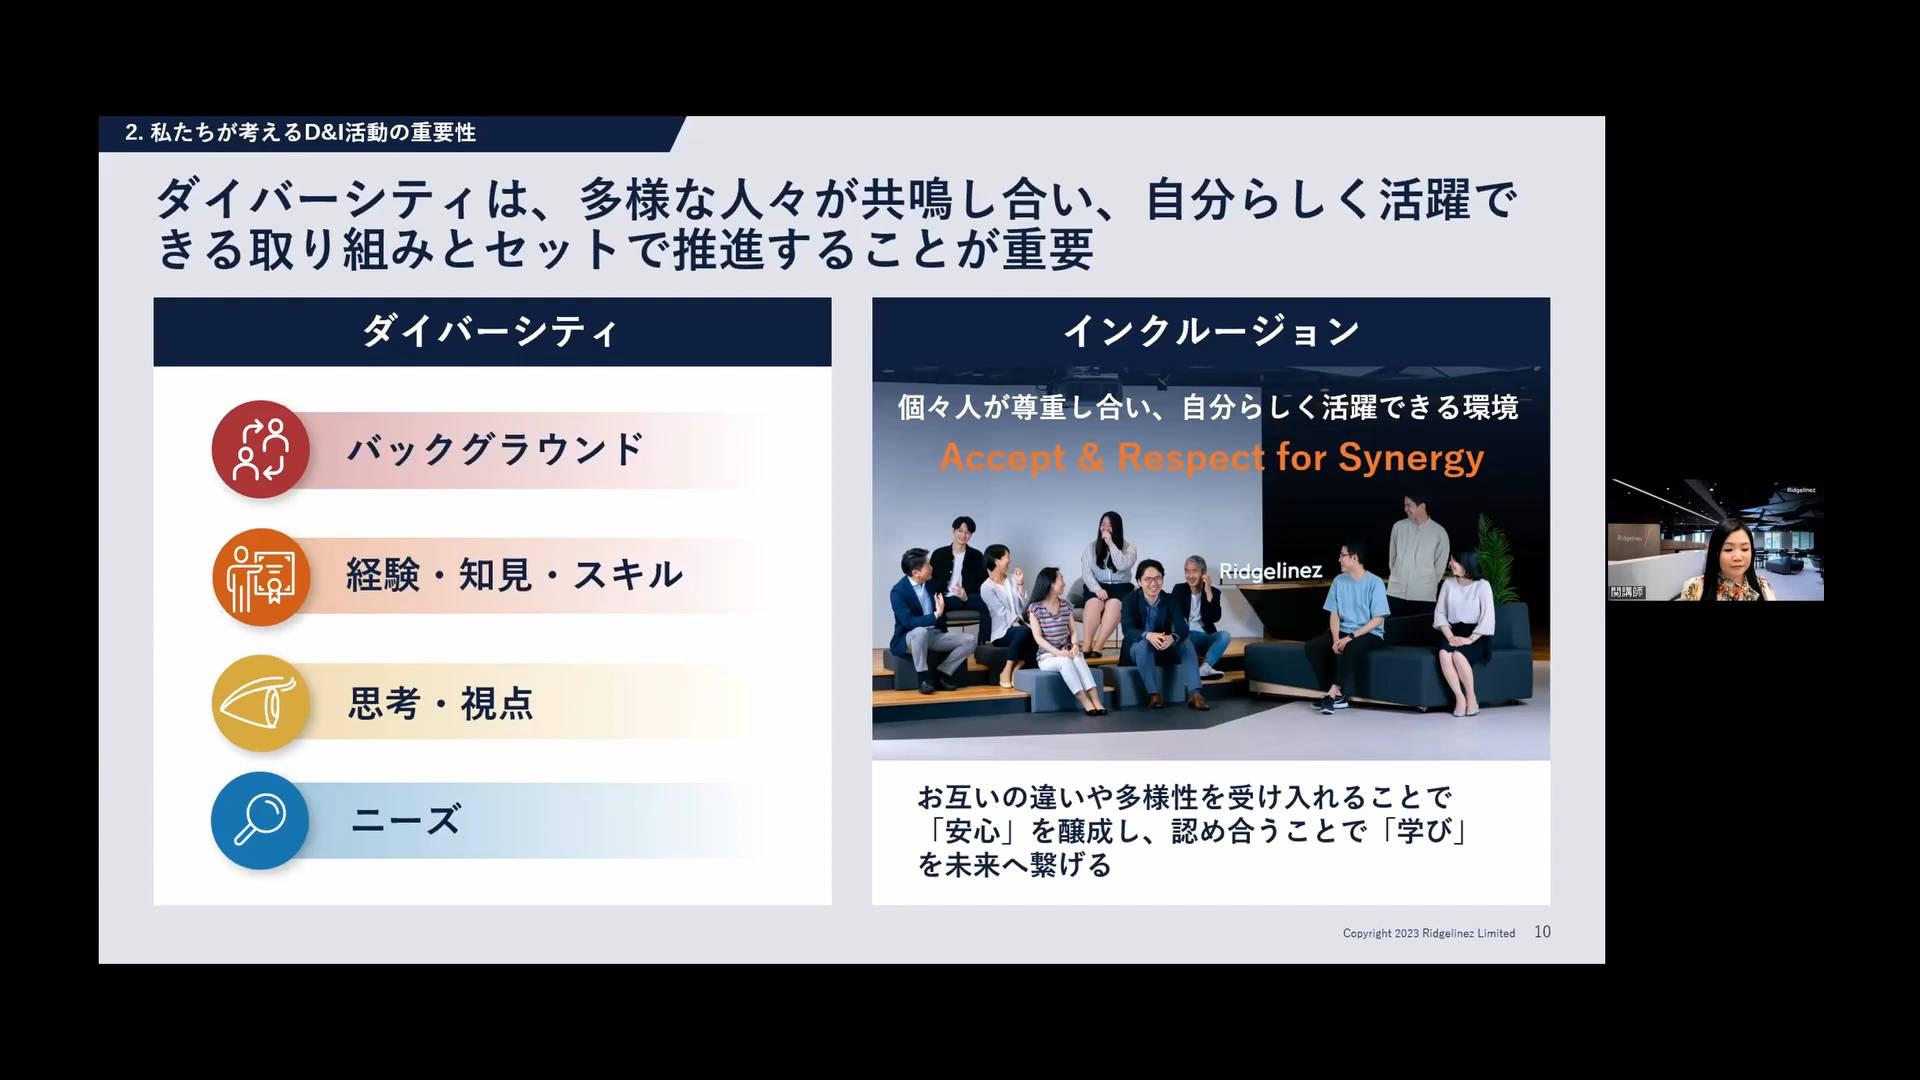 2. 私たちが考えるD&I活動の重要性
ダイバーシティは、多様な人々が共鳴し合い、自分らしく活躍で
きる取り組みとセットで推進することが重要
ダイバーシティ
バックグラウンド
経験・知見・スキル
思考・視点
ニーズ
インクルージョン
個々人が尊重し合い、自分らしく活躍できる環境
Accept & Respect for Synergy
Ridgelinez
お互いの違いや多様性を受け入れることで
「安心」を醸成し、認め合うことで「学び」
を未来へ繋げる
Copyright 2023 Ridgelinez Limited 10
Ridgelinez
Ridgelinez
関講師